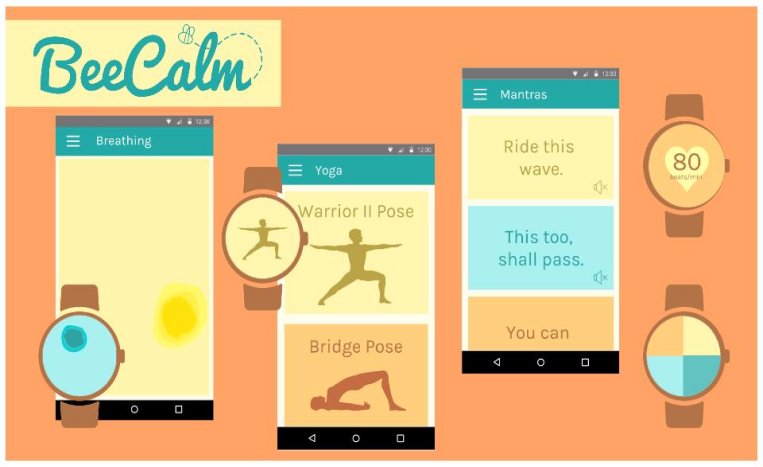 BeeCalm
12:36
Breathing
12:30
Yoga
Warrior II Pose
Bridge Pose
12:30
Mantras
Ride this
wave.
This too,
shall pass.
You can
80
beats/min